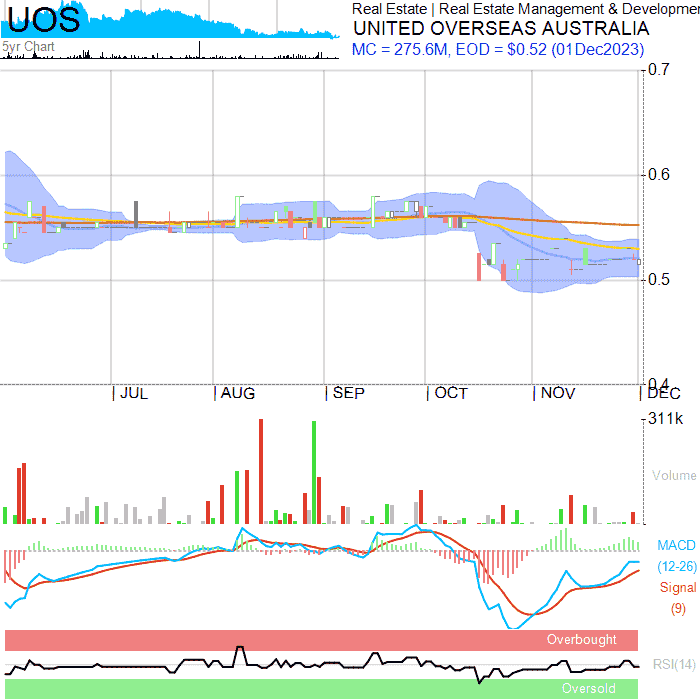 UOS
5yr Chart
Real Estate | Real Estate Management & Developmen
UNITED OVERSEAS AUSTRALIA
MC = 275.6M, EOD = $0.52 (01Dec2023)
0.7
0.6
0.5
0.4
| JUL | AUG | SEP | OCT | NOV | DEC
311k
Volume
MACD
(12-26)
Signal
(9)
Overbought
RSI(14)
Oversold